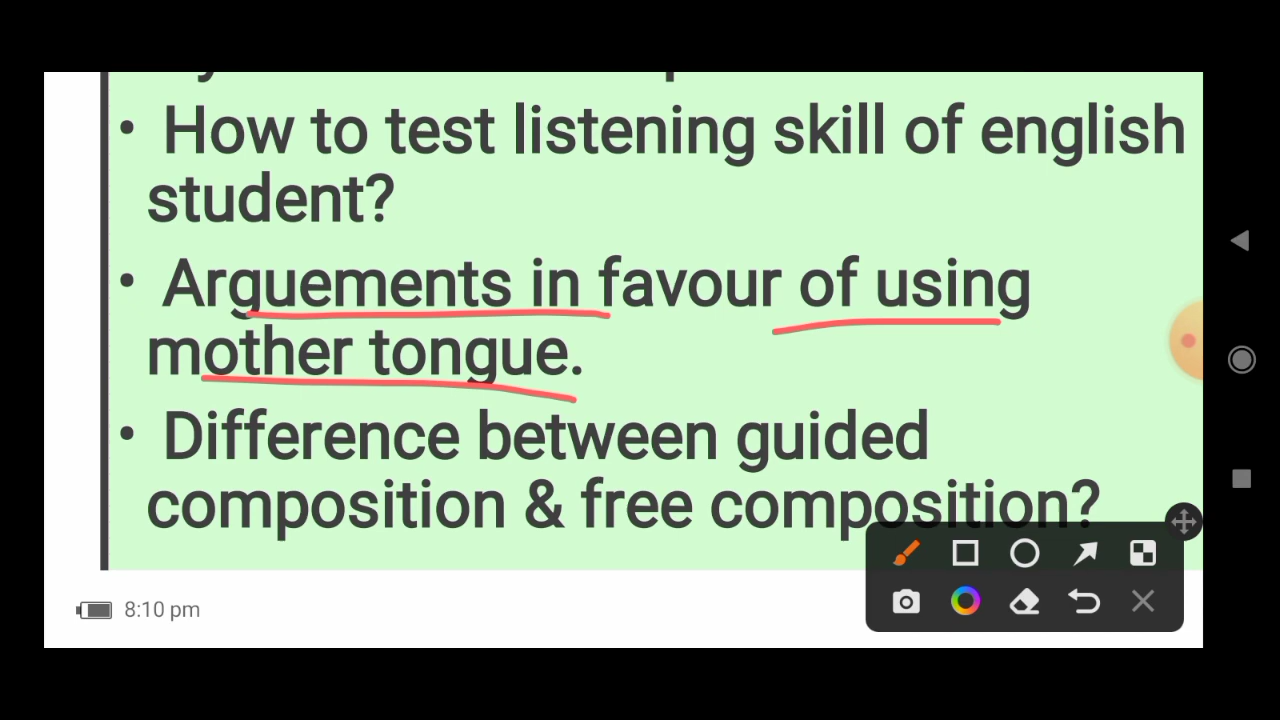 • How to test listening skill of english
student?
• Arguements in favour of using
mother tongue.
• Difference between guided
composition & free composition?
8:10 pm